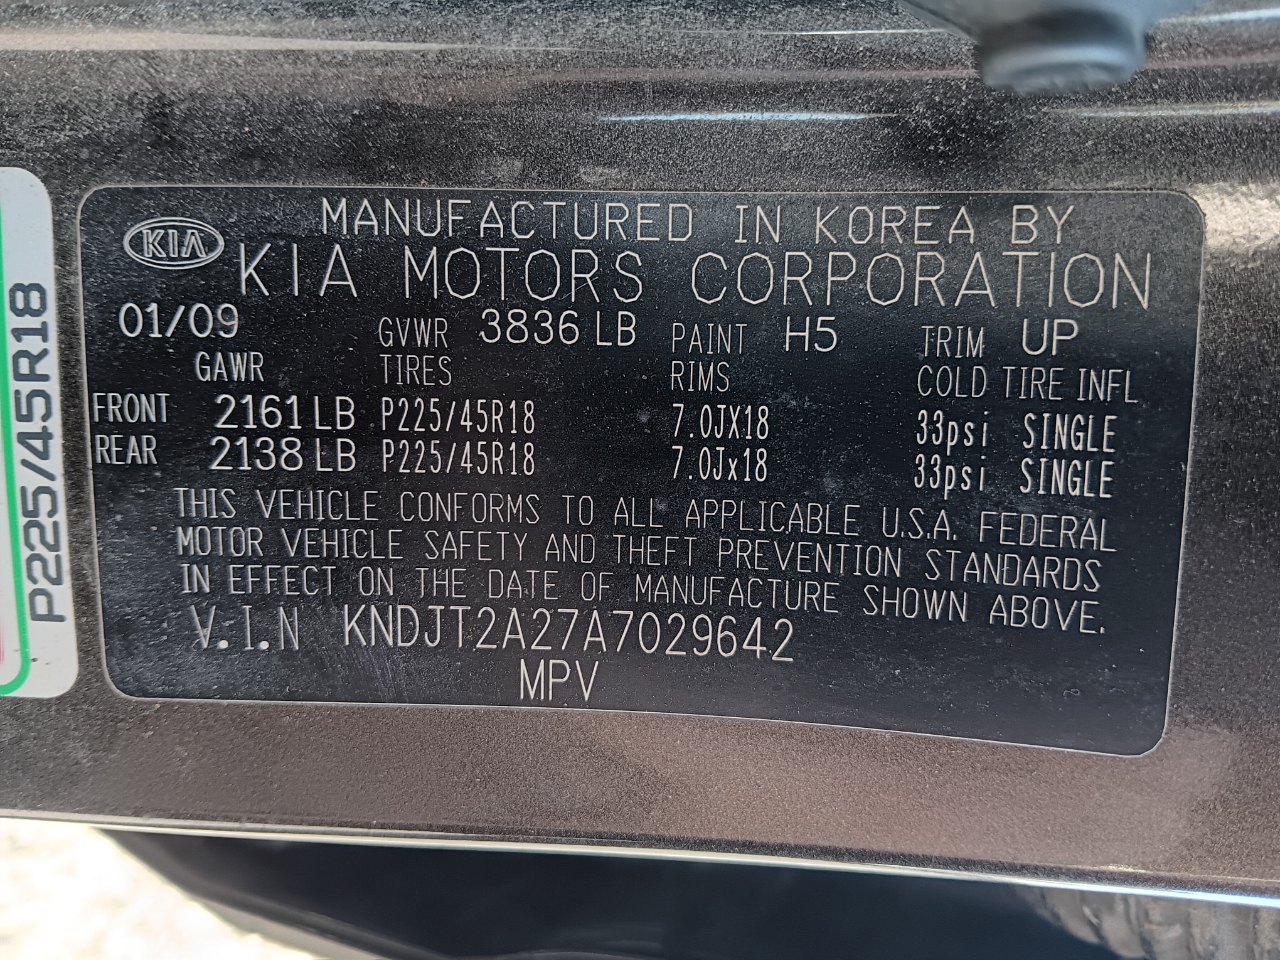 P225/45R18
KIA
MANUFACTURED IN KOREA BY
KIA MOTORS CORPORATION
01/09 GVWR 3836 LB PAINT H5 TRIM UP
GAWR TIRES RIMS COLD TIRE INFL
FRONT 2161 LB P225/45R18 7.0JX18 33psi SINGLE
REAR 2138 LB P225/45R18 7.0Jx18 33psi SINGLE
THIS VEHICLE CONFORMS TO ALL APPLICABLE U.S.A. FEDERAL
MOTOR VEHICLE SAFETY AND THEFT PREVENTION STANDARDS
IN EFFECT ON THE DATE OF MANUFACTURE SHOWN ABOVE.
V.I.N KNDJT2A27A7029642
MPV